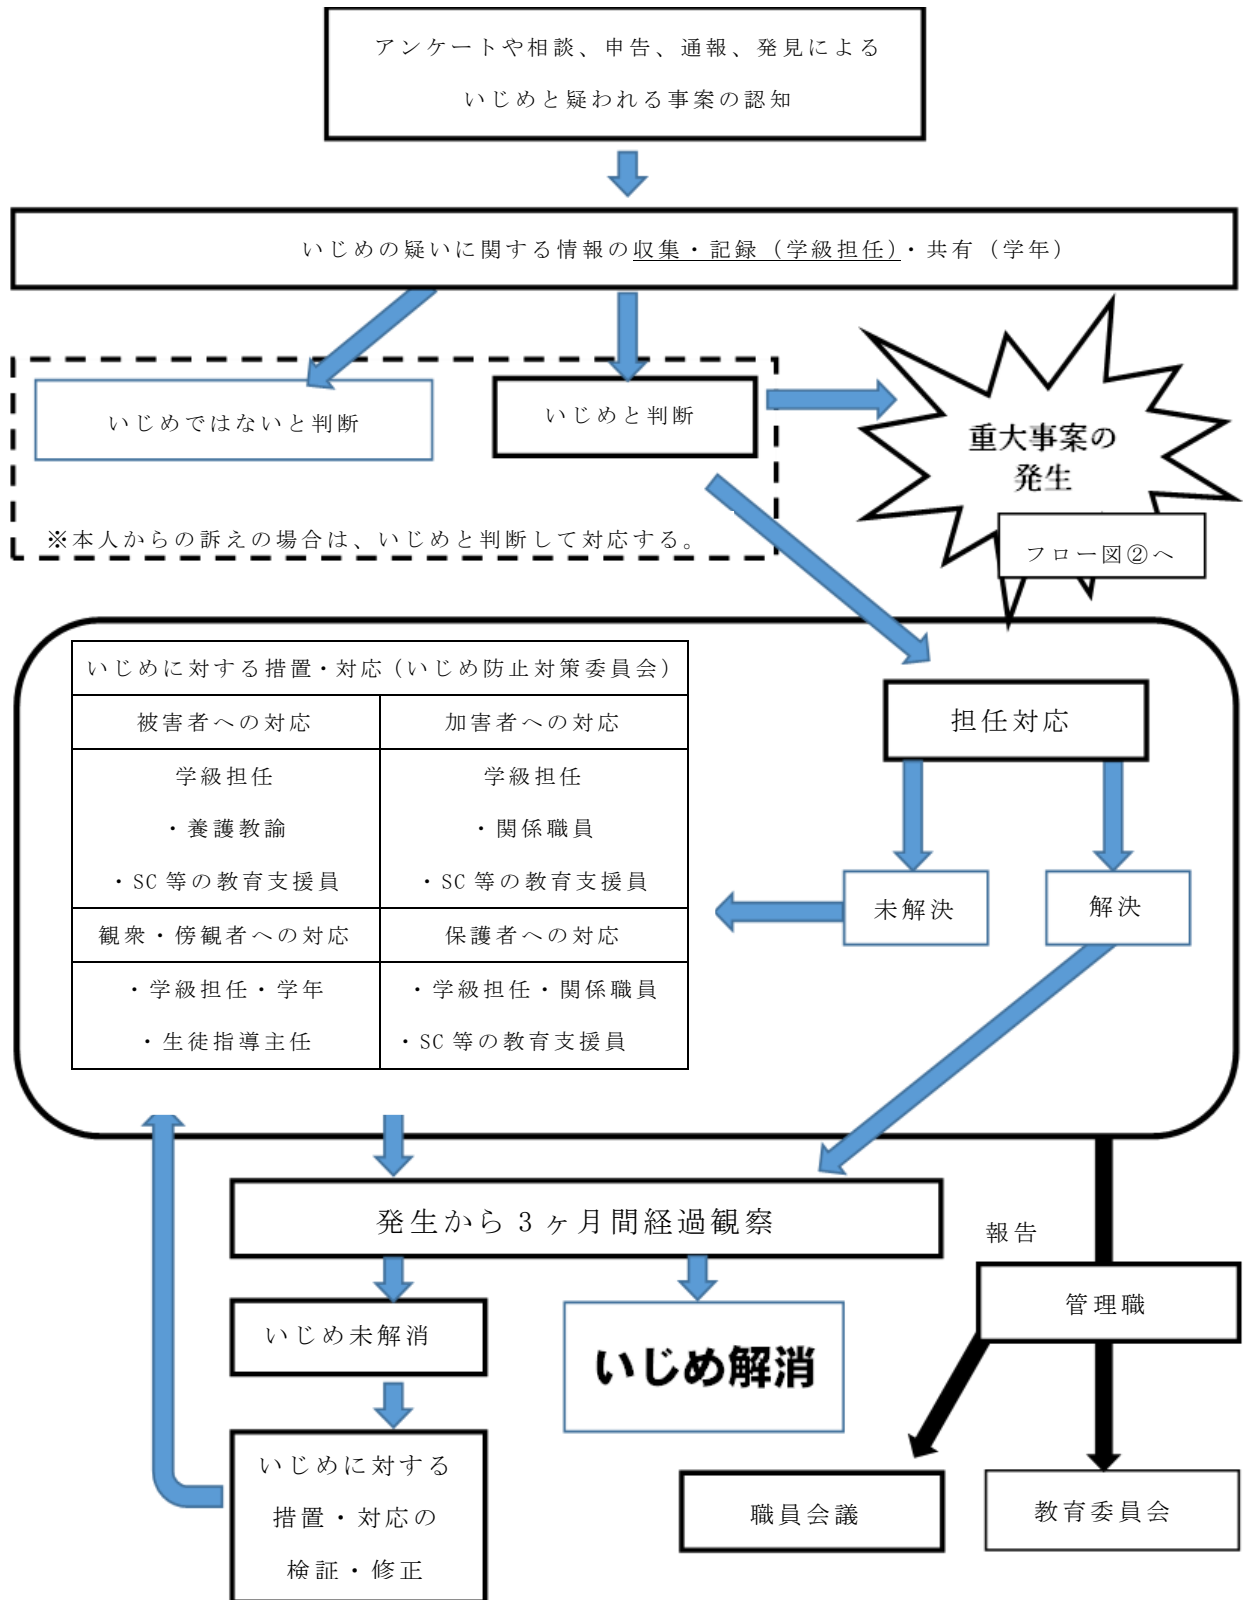 アンケートや相談、申告、通報、発見による
いじめと疑われる事案の認知
いじめの疑いに関する情報の収集・記録（学級担任）・共有（学年）
いじめではないと判断
いじめと判断
重大事案の
発生
※本人からの訴えの場合は、いじめと判断して対応する。
フロー図②へ
いじめに対する措置・対応（いじめ防止対策委員会）
被害者への対応
加害者への対応
学級担任
・養護教諭
・SC等の教育支援員
学級担任
・関係職員
・SC等の教育支援員
観衆・傍観者への対応
保護者への対応
・学級担任・学年
・生徒指導主任
・学級担任・関係職員
・SC等の教育支援員
担任対応
未解決
解決
発生から3ヶ月間経過観察
報告
管理職
いじめ未解消
いじめ解消
いじめに対する
措置・対応の
検証・修正
職員会議
教育委員会